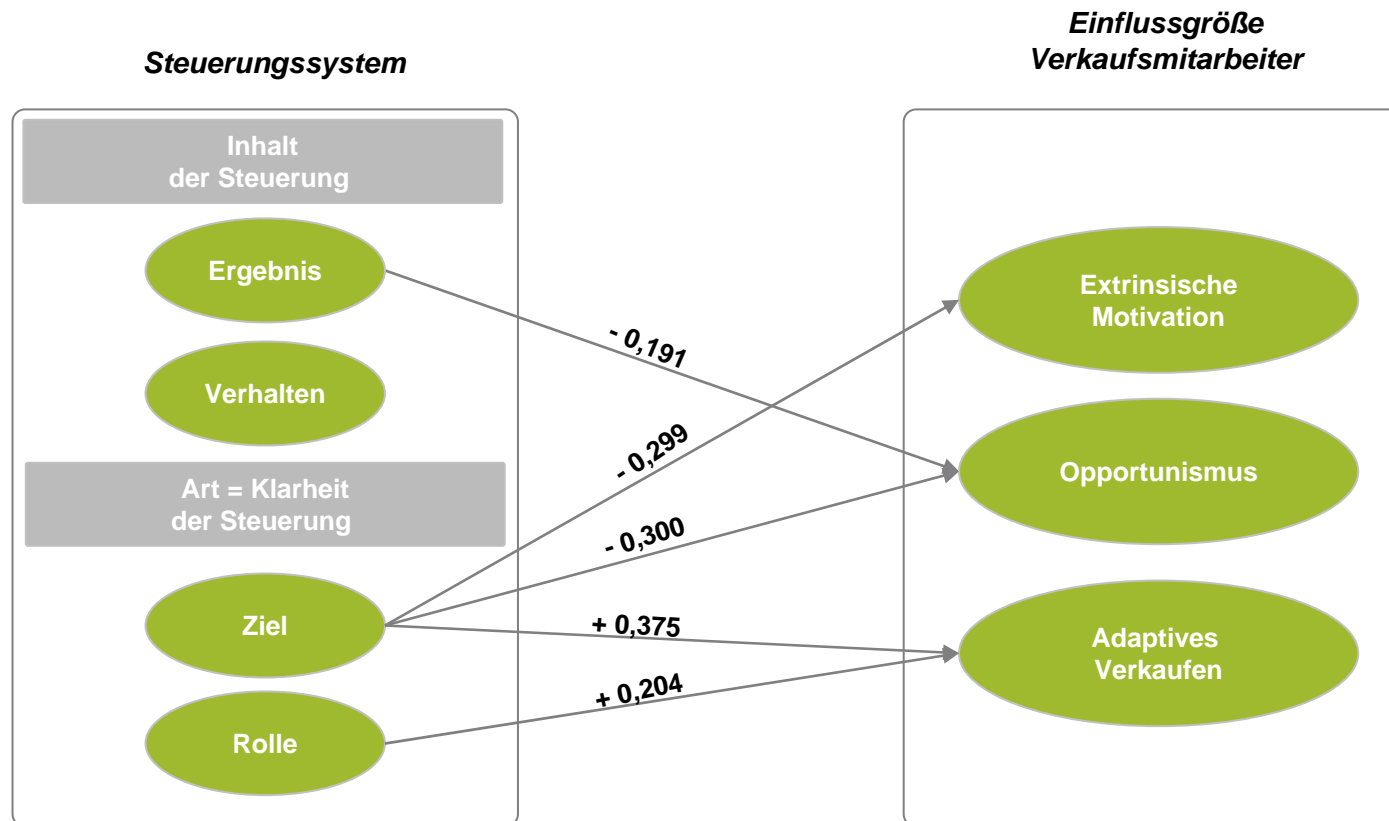 Steuerungssystem
Einflussgröße
Verkaufsmitarbeiter
Inhalt
der Steuerung
Ergebnis
Verhalten
Art = Klarheit
der Steuerung
Ziel
Rolle
- 0,191
- 0,299
- 0,300
+ 0,375
+ 0,204
Extrinsische
Motivation
Opportunismus
Adaptives
Verkaufen